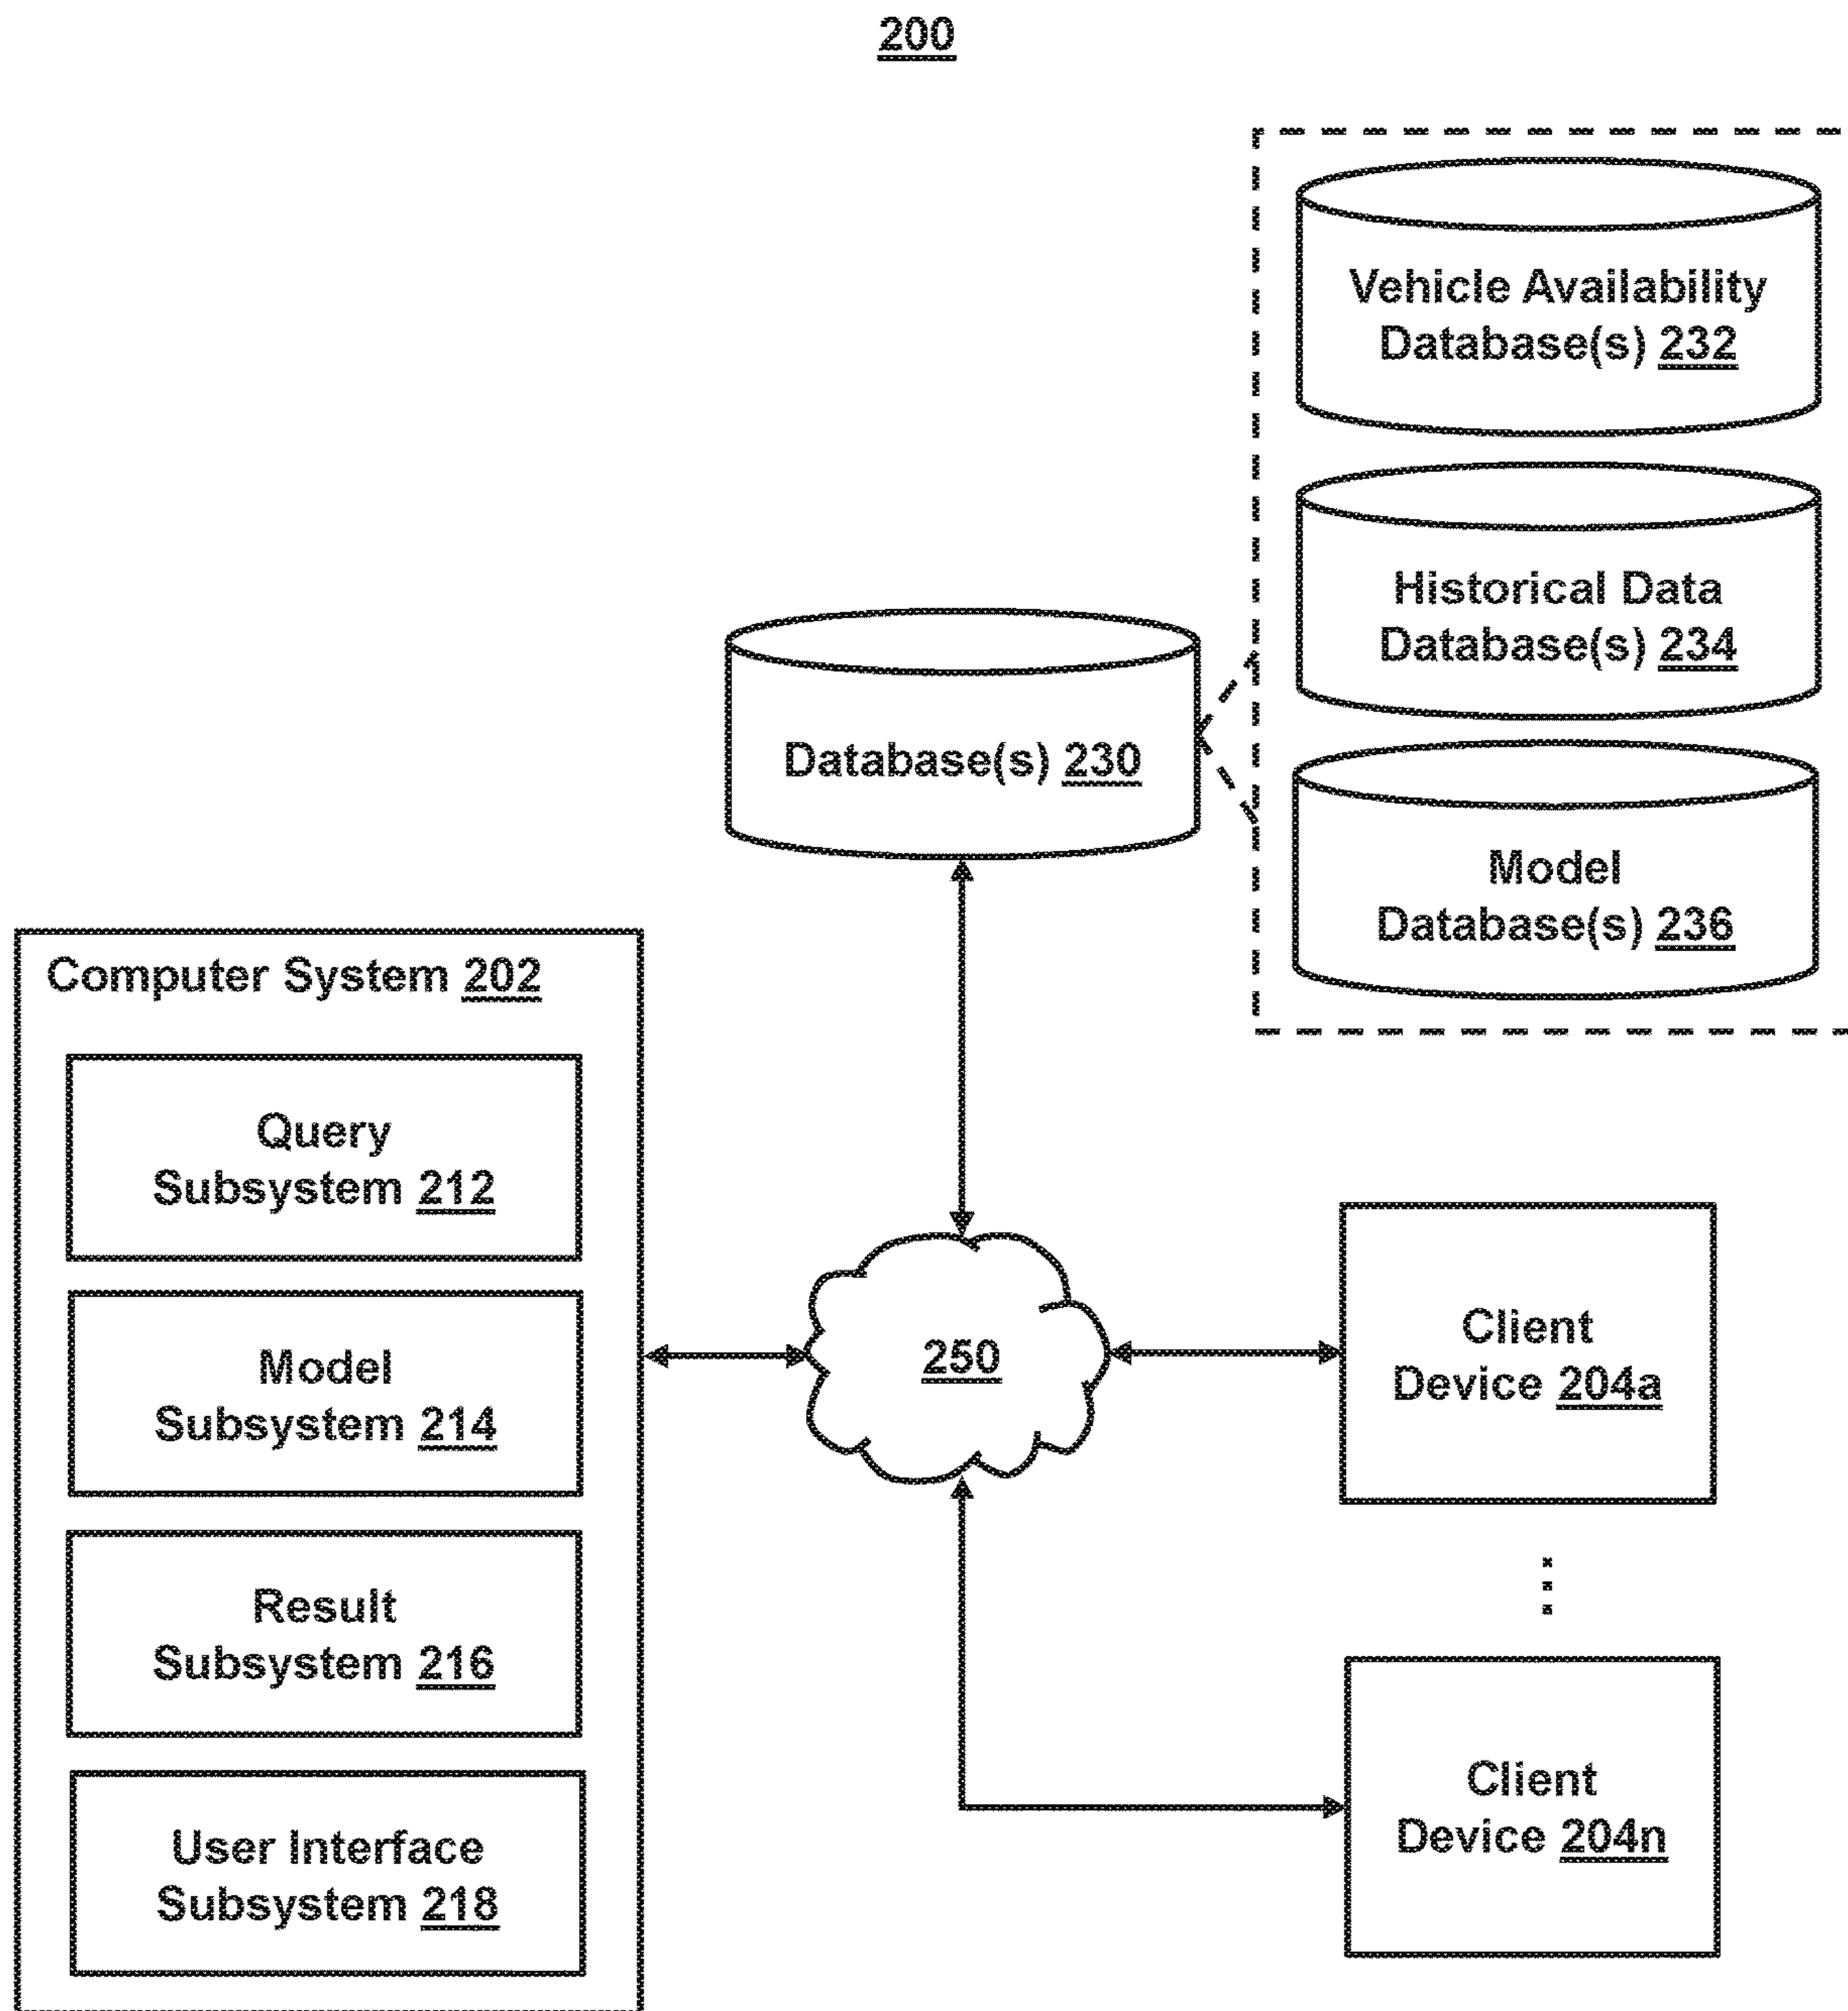 200
Vehicle Availability
Database(s) 232
Historical Data
Database(s) 234
Database(s) 230
Model
Database(s) 236
Computer System 202
Query
Subsystem 212
Model
Subsystem 214
Result
Subsystem 216
User Interface
Subsystem 218
250
Client
Device 204a
Client
Device 204n